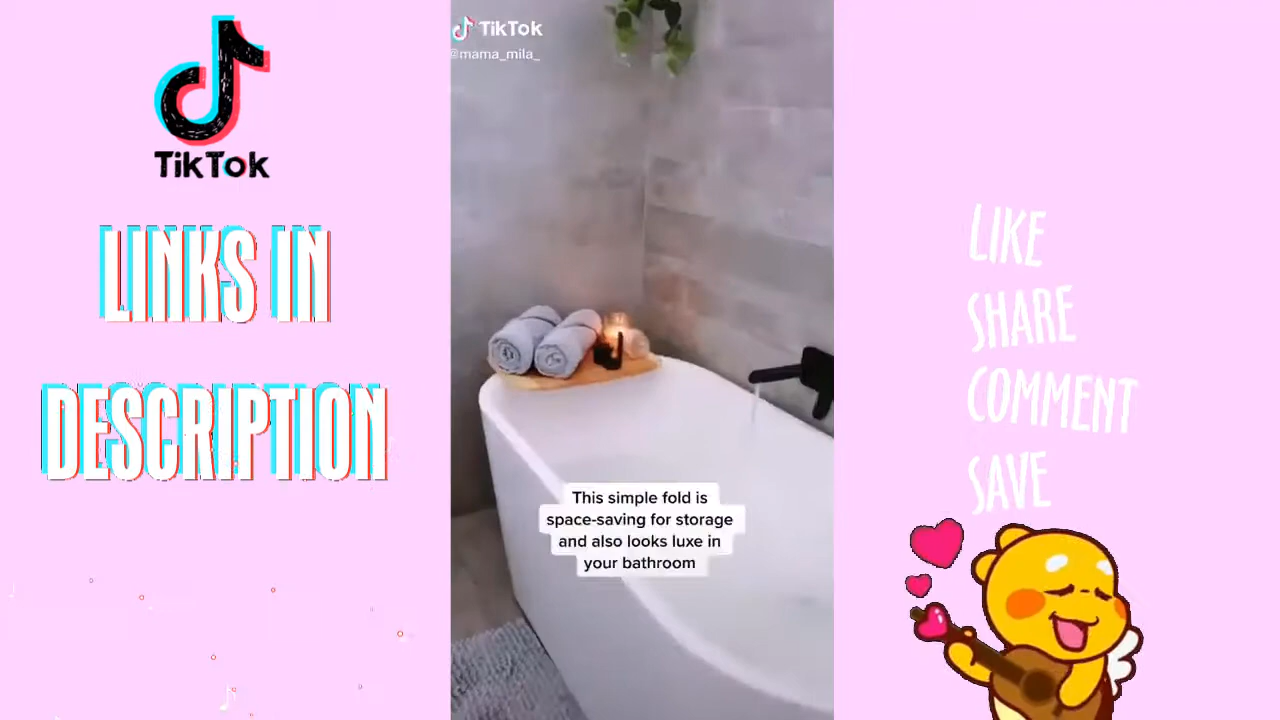 TikTok
LINKS IN
DESCRIPTION
TikTok
@mama_mila_
This simple fold is
space-saving for storage
and also looks luxe in
your bathroom
LIKE
SHARE
COMMENT
SAVE